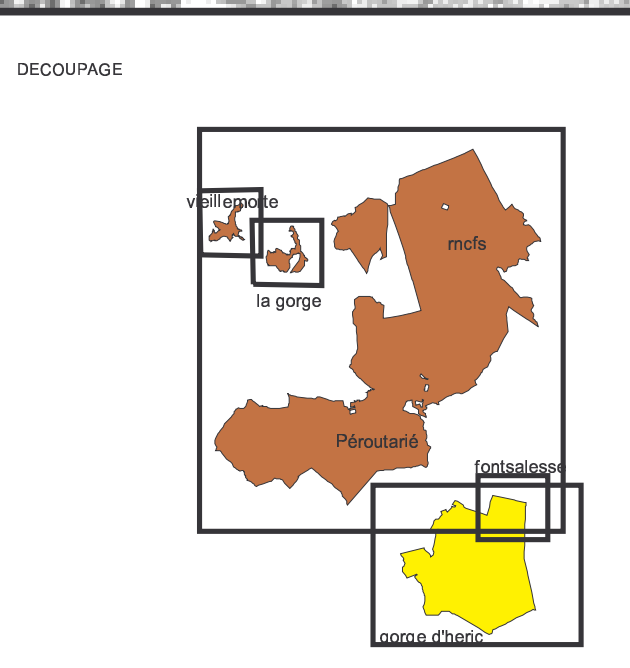 DECOUPAGE
vieillemorte
rncfs
la gorge
Péroutarié
fontsalesse
gorge d'heric